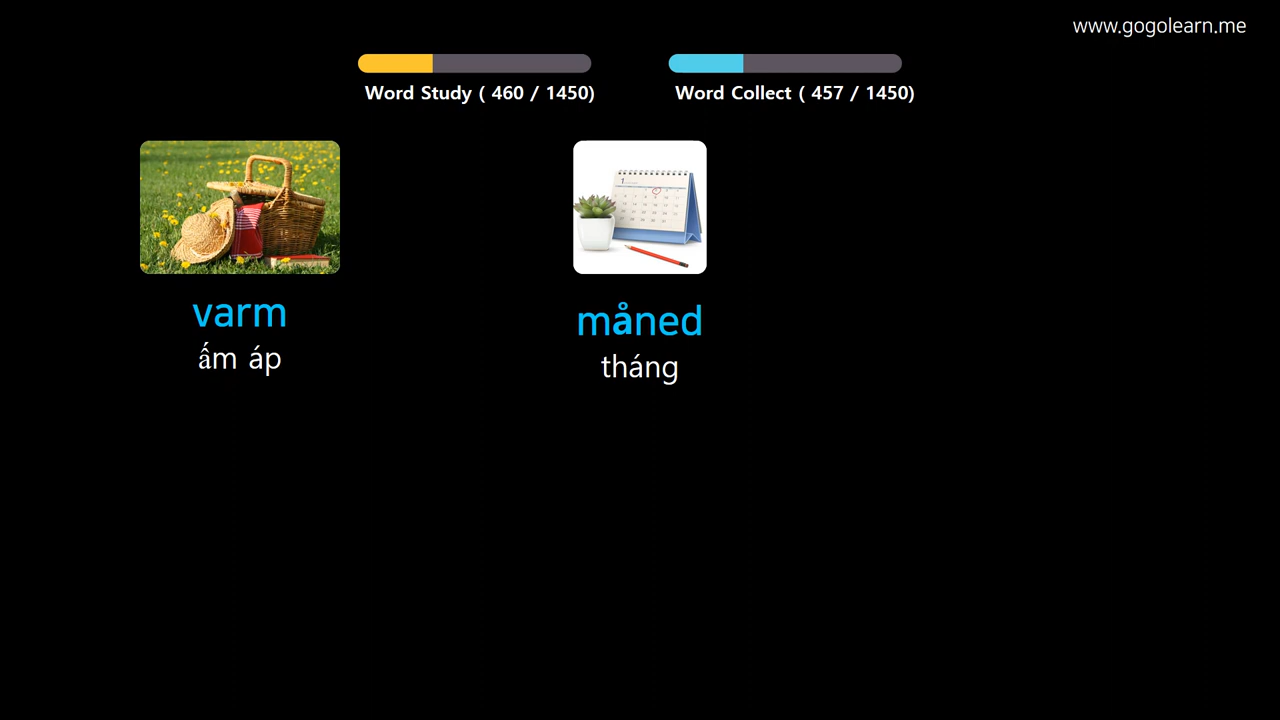 www.gogolearn.me
Word Study ( 460 / 1450)
Word Collect ( 457 / 1450)
varm
ấm áp
måned
tháng